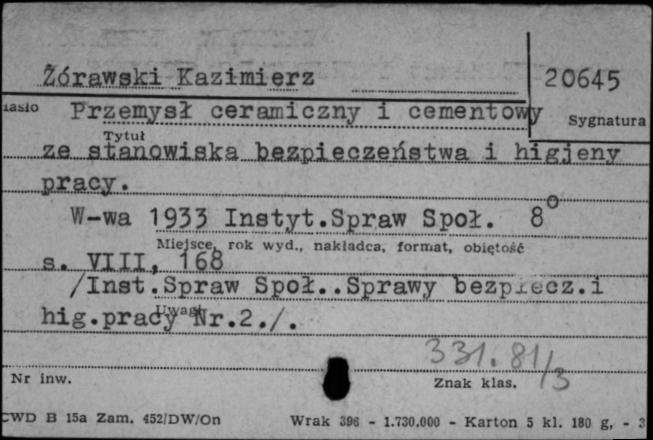 Żórawski Kazimierz 20645
iasło Przemysł ceramiczny i cementowy Sygnatura
Tytuł
ze stanowiska bezpieczeństwa i higjeny
pracy.
W-wa 1933 Instyt.Spraw Społ. 8°
Miejsce, rok wyd., nakładca, format, objętość
s. VIII, 168
/Inst.Spraw Społ..Sprawy bezpiecz.i
hig.pracy Nr.2./.
Uwagi
331.81/3
Nr inw. Znak klas.
CWD B 15a Zam. 452/DW/On Wrak 396 - 1.730.000 - Karton 5 kl. 180 g, - 3